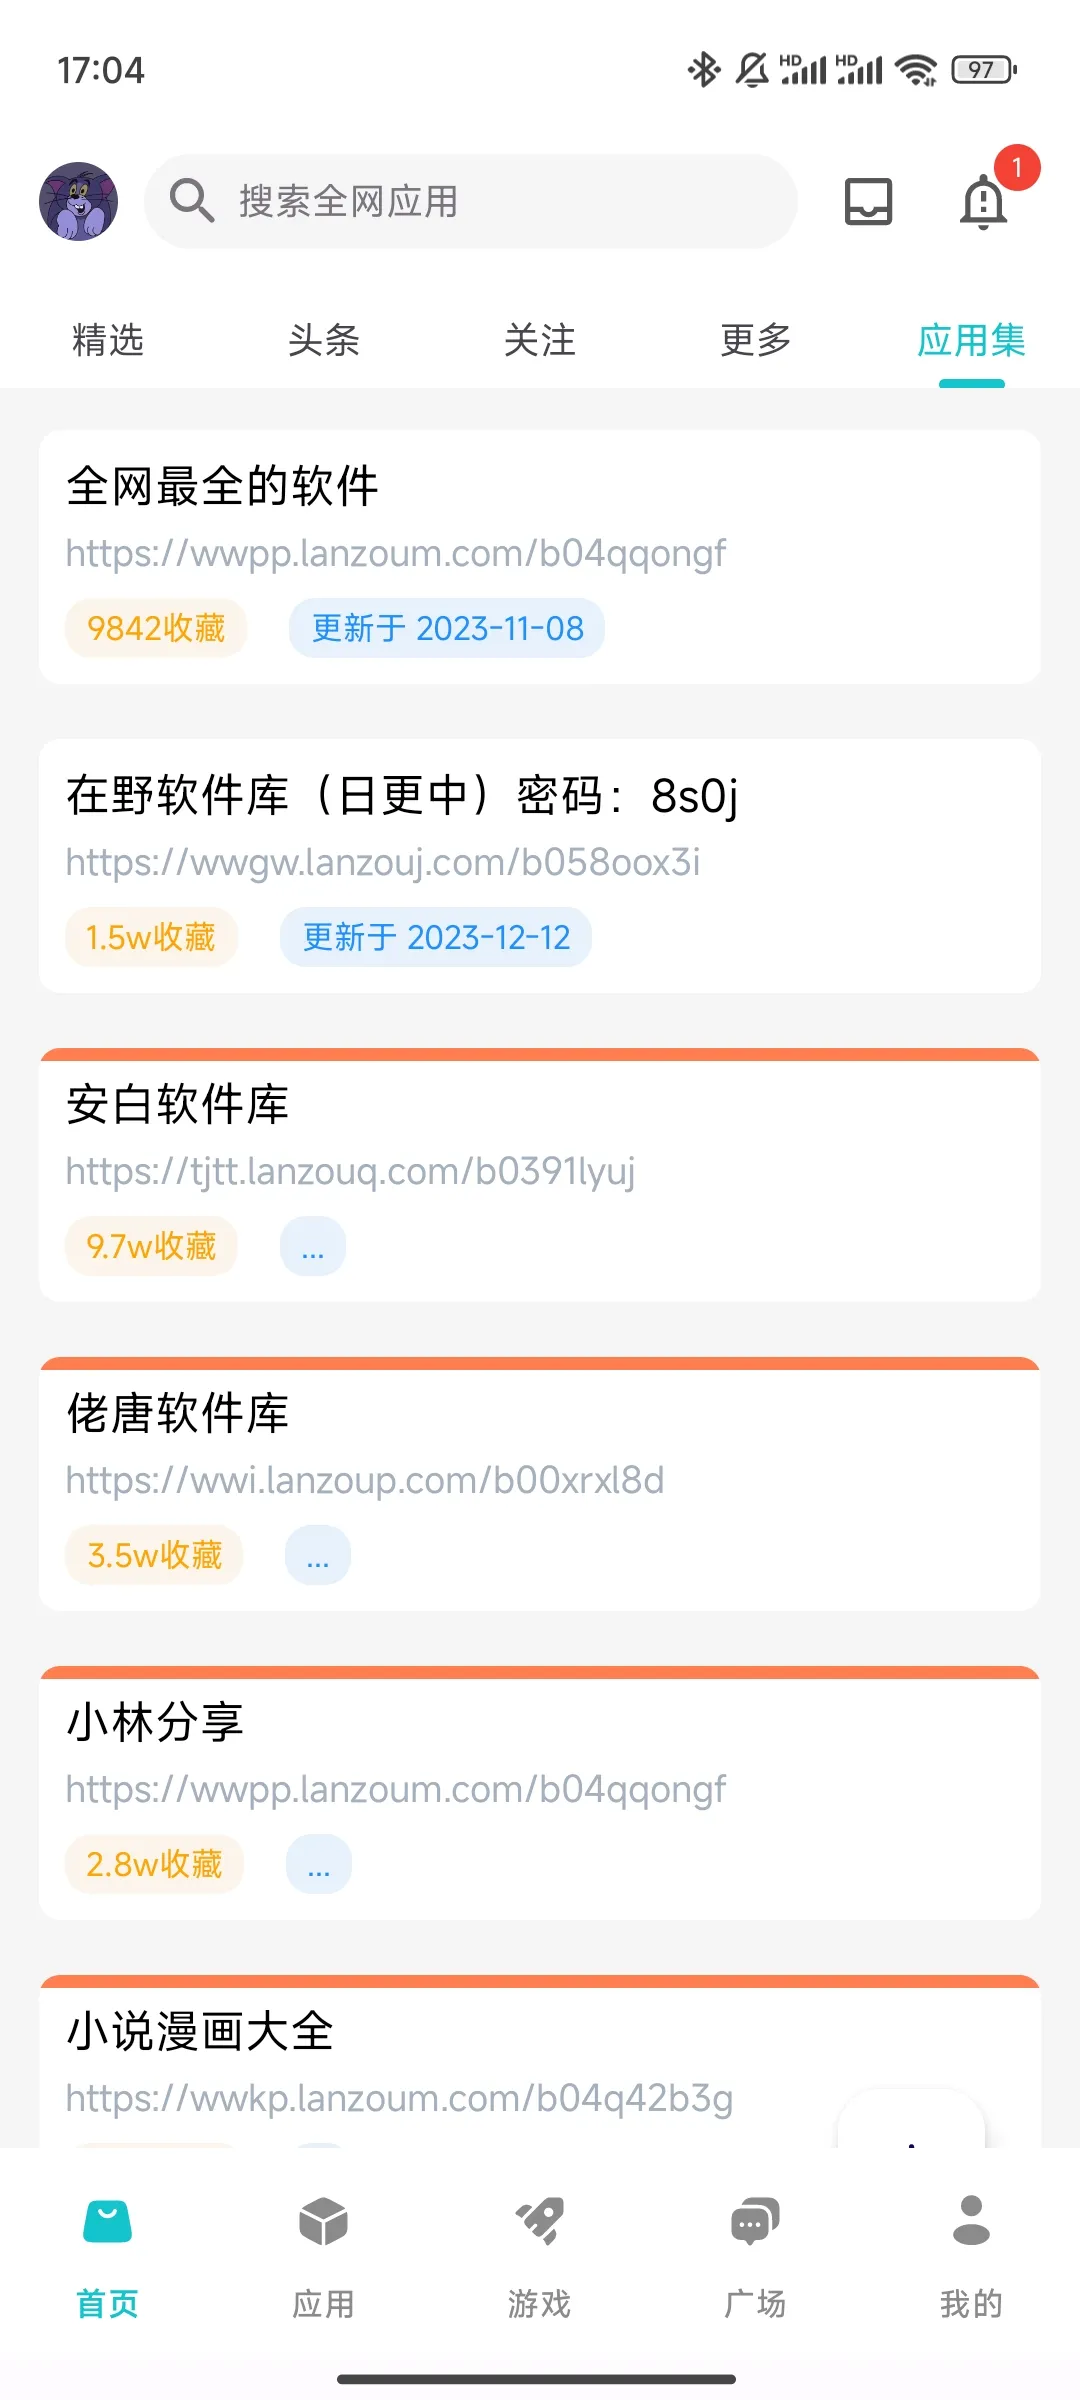 17:04
HD HD 97
搜索全网应用
1
精选 头条 关注 更多 应用集
全网最全的软件
https://wwpp.lanzoum.com/b04qqongf
9842收藏 更新于 2023-11-08
在野软件库（日更中）密码：8s0j
https://wwgw.lanzouj.com/b058oox3i
1.5w收藏 更新于 2023-12-12
安白软件库
https://tjtt.lanzouq.com/b0391lyuj
9.7w收藏 ...
佬唐软件库
https://wwi.lanzoup.com/b00xrxl8d
3.5w收藏 ...
小林分享
https://wwpp.lanzoum.com/b04qqongf
2.8w收藏 ...
小说漫画大全
https://wwkp.lanzoum.com/b04q42b3g
首页 应用 游戏 广场 我的